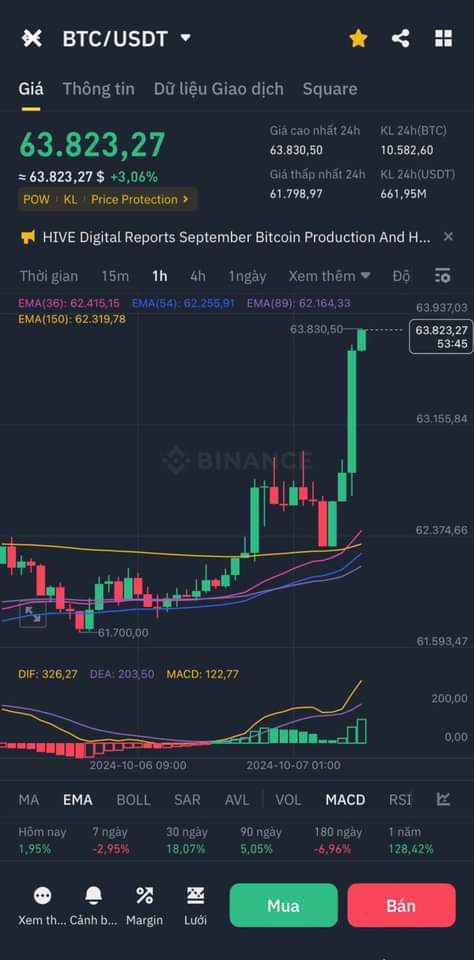 BTC/USDT
Giá Thông tin Dữ liệu Giao dịch Square
63.823,27
≈ 63.823,27 $ +3,06%
POW KL Price Protection >
Giá cao nhất 24h KL 24h(BTC)
63.830,50 10.582,60
Giá thấp nhất 24h KL 24h(USDT)
61.798,97 661,95M
HIVE Digital Reports September Bitcoin Production And H... ×
Thời gian 15m 1h 4h 1ngày Xem thêm Độ
EMA(36): 62.415,15 EMA(54): 62.255,91 EMA(89): 62.164,33
EMA(150): 62.319,78
63.937,03
63.830,50
63.823,27
53:45
63.155,84
BINANCE
62.374,66
61.700,00
61.593,47
DIF: 326,27 DEA: 203,50 MACD: 122,77
200,00
0,00
2024-10-06 09:00 2024-10-07 01:00
MA EMA BOLL SAR AVL VOL MACD RSI
Hôm nay 7 ngày 30 ngày 90 ngày 180 ngày 1 năm
1,95% -2,95% 18,07% 5,05% -6,96% 128,42%
Xem th... Cảnh b... Margin Lưới
Mua Bán